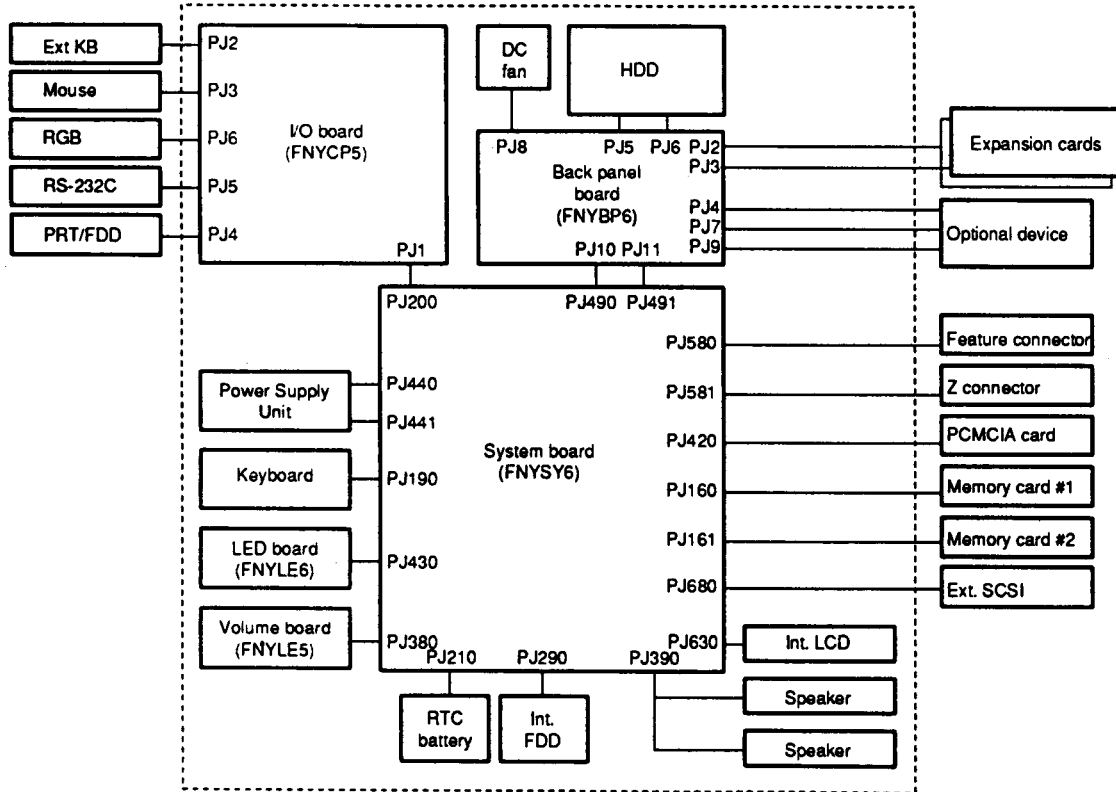 Ext KB
Mouse
RGB
RS-232C
PRT/FDD
PJ2
PJ3
PJ6
PJ5
PJ4
I/O board
(FNYCP5)
PJ1
DC
fan
HDD
PJ8
PJ5
PJ6
PJ2
PJ3
Back panel
board
(FNYBP6)
PJ4
PJ7
PJ9
PJ10
PJ11
Expansion cards
Optional device
PJ200
PJ490
PJ491
Power Supply
Unit
Keyboard
LED board
(FNYLE6)
Volume board
(FNYLE5)
PJ440
PJ441
PJ190
PJ430
PJ380
System board
(FNYSY6)
PJ580
PJ581
PJ420
PJ160
PJ161
PJ680
PJ630
Feature connector
Z connector
PCMCIA card
Memory card #1
Memory card #2
Ext. SCSI
Int. LCD
PJ210
PJ290
PJ390
RTC
battery
Int.
FDD
Speaker
Speaker